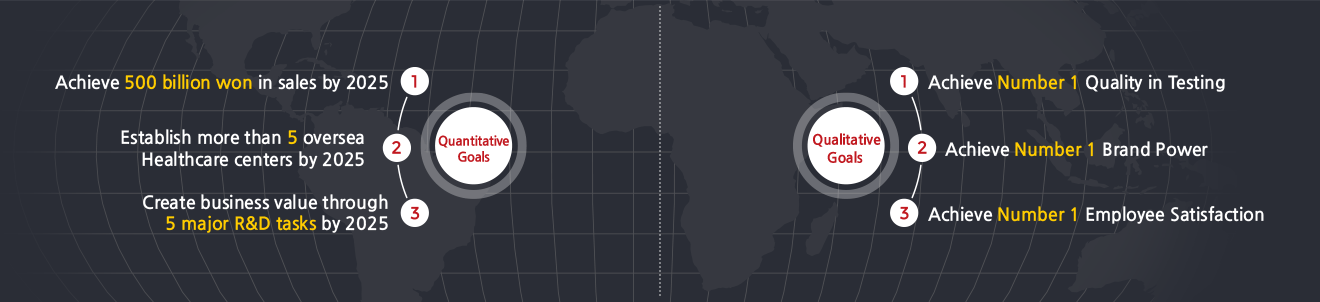 Quantitative
Goals
1
Achieve 500 billion won in sales by 2025
2
Establish more than 5 oversea
Healthcare centers by 2025
3
Create business value through
5 major R&D tasks by 2025
Qualitative
Goals
1
Achieve Number 1 Quality in Testing
2
Achieve Number 1 Brand Power
3
Achieve Number 1 Employee Satisfaction